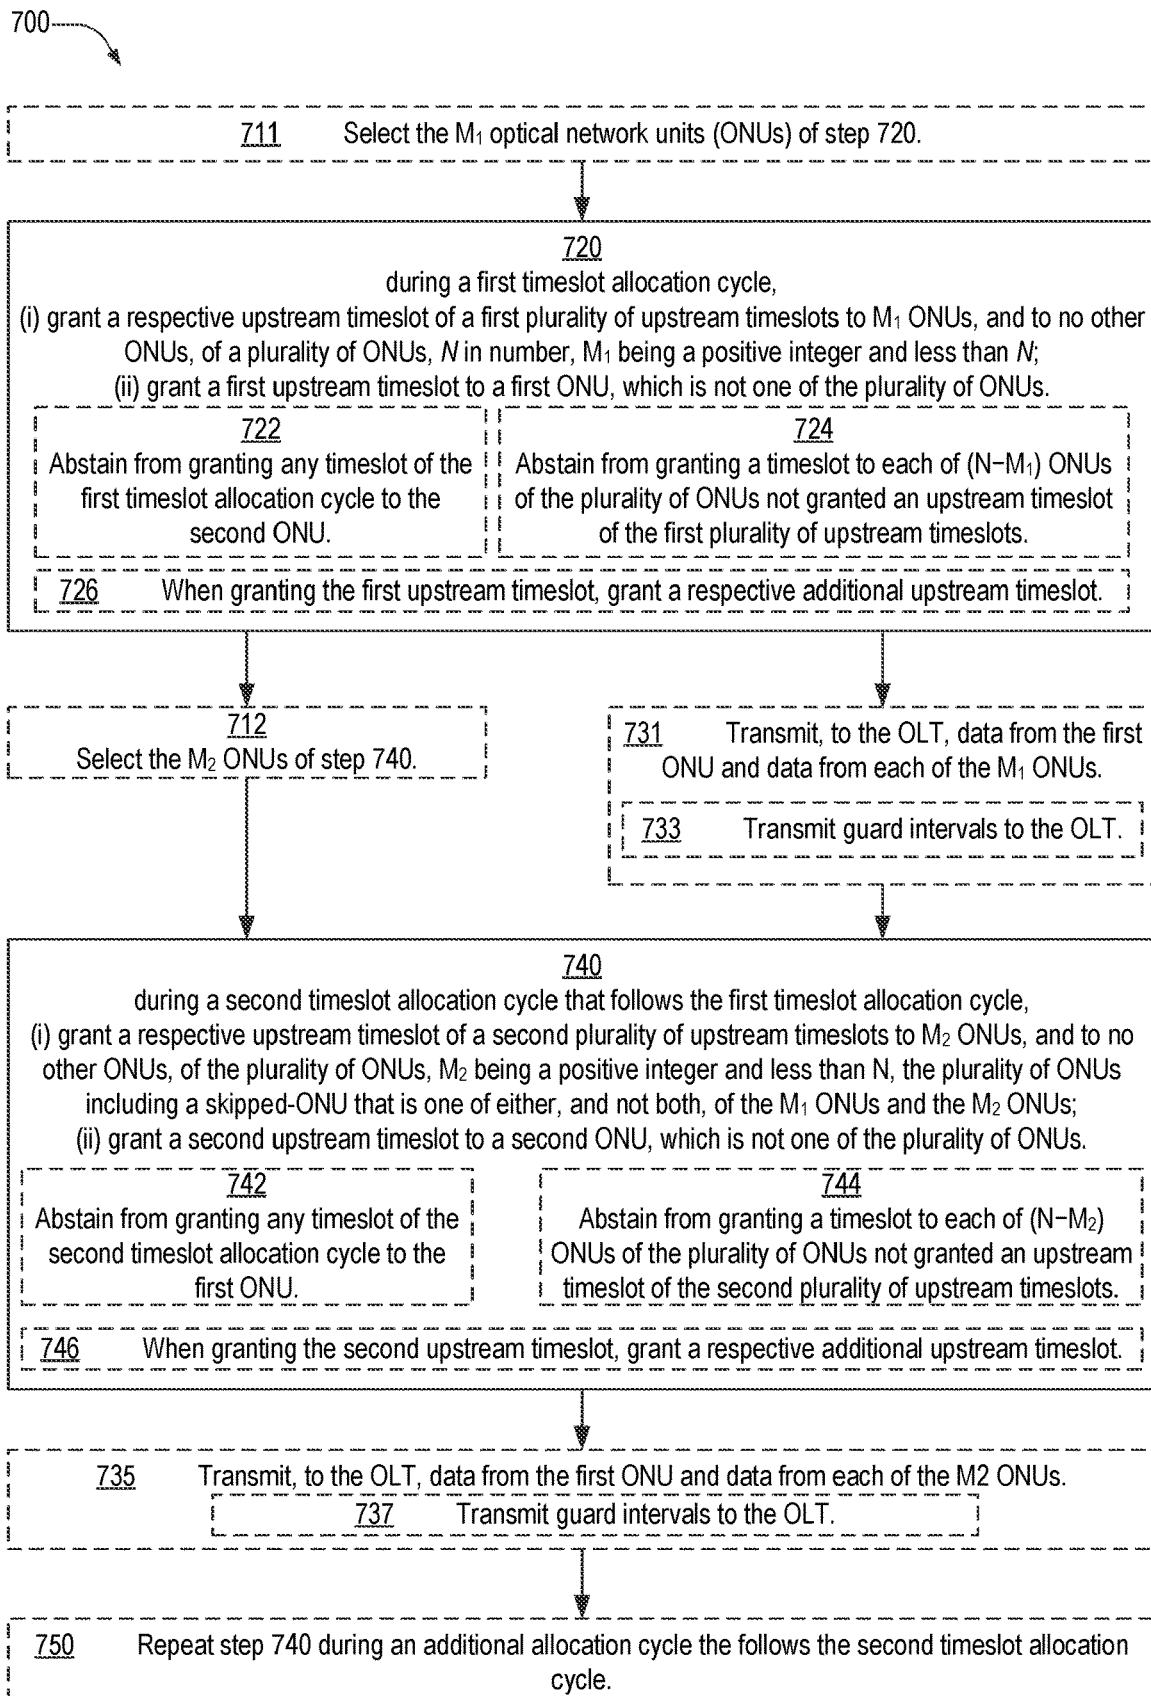 700
711 Select the M₁ optical network units (ONUs) of step 720.
720
during a first timeslot allocation cycle,
(i) grant a respective upstream timeslot of a first plurality of upstream timeslots to M₁ ONUs, and to no other
ONUs, of a plurality of ONUs, N in number, M₁ being a positive integer and less than N;
(ii) grant a first upstream timeslot to a first ONU, which is not one of the plurality of ONUs.
722
Abstain from granting any timeslot of the
first timeslot allocation cycle to the
second ONU.
724
Abstain from granting a timeslot to each of (N−M₁) ONUs
of the plurality of ONUs not granted an upstream timeslot
of the first plurality of upstream timeslots.
726 When granting the first upstream timeslot, grant a respective additional upstream timeslot.
712
Select the M₂ ONUs of step 740.
731 Transmit, to the OLT, data from the first
ONU and data from each of the M₁ ONUs.
733 Transmit guard intervals to the OLT.
740
during a second timeslot allocation cycle that follows the first timeslot allocation cycle,
(i) grant a respective upstream timeslot of a second plurality of upstream timeslots to M₂ ONUs, and to no
other ONUs, of the plurality of ONUs, M₂ being a positive integer and less than N, the plurality of ONUs
including a skipped-ONU that is one of either, and not both, of the M₁ ONUs and the M₂ ONUs;
(ii) grant a second upstream timeslot to a second ONU, which is not one of the plurality of ONUs.
742
Abstain from granting any timeslot of the
second timeslot allocation cycle to the
first ONU.
744
Abstain from granting a timeslot to each of (N−M₂)
ONUs of the plurality of ONUs not granted an upstream
timeslot of the second plurality of upstream timeslots.
746 When granting the second upstream timeslot, grant a respective additional upstream timeslot.
735 Transmit, to the OLT, data from the first ONU and data from each of the M2 ONUs.
737 Transmit guard intervals to the OLT.
750 Repeat step 740 during an additional allocation cycle the follows the second timeslot allocation
cycle.